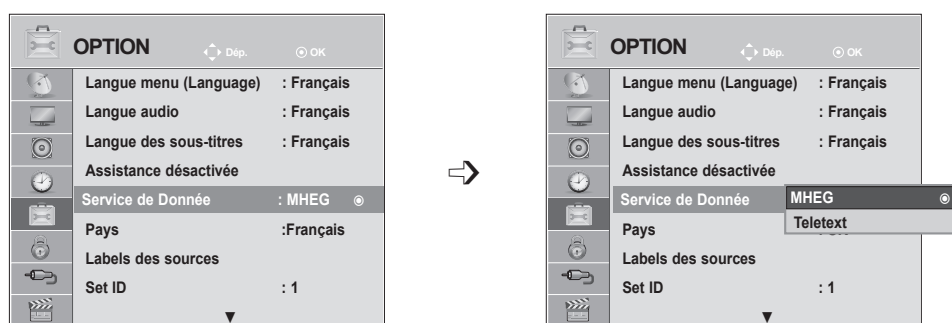 OPTION Dép. OK
Langue menu (Language) : Français
Langue audio : Français
Langue des sous-titres : Français
Assistance désactivée
Service de Donnée : MHEG
Pays :Français
Labels des sources
Set ID : 1
OPTION Dép. OK
Langue menu (Language) : Français
Langue audio : Français
Langue des sous-titres : Français
Assistance désactivée
Service de Donnée MHEG
Teletext
Pays
Labels des sources
Set ID : 1